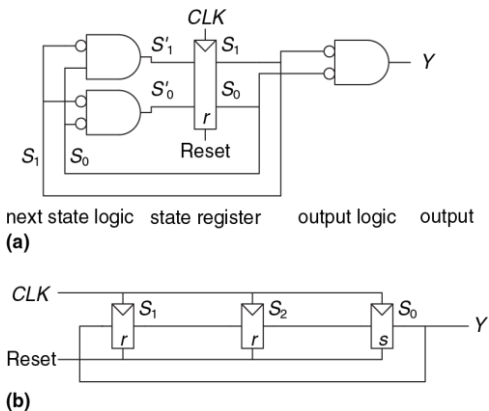 CLK
S'1 S1
Y
S'0 S0
r
S1 S0 Reset
next state logic state register output logic output
(a)
CLK
S1 S2 S0
Y
r r s
Reset
(b)